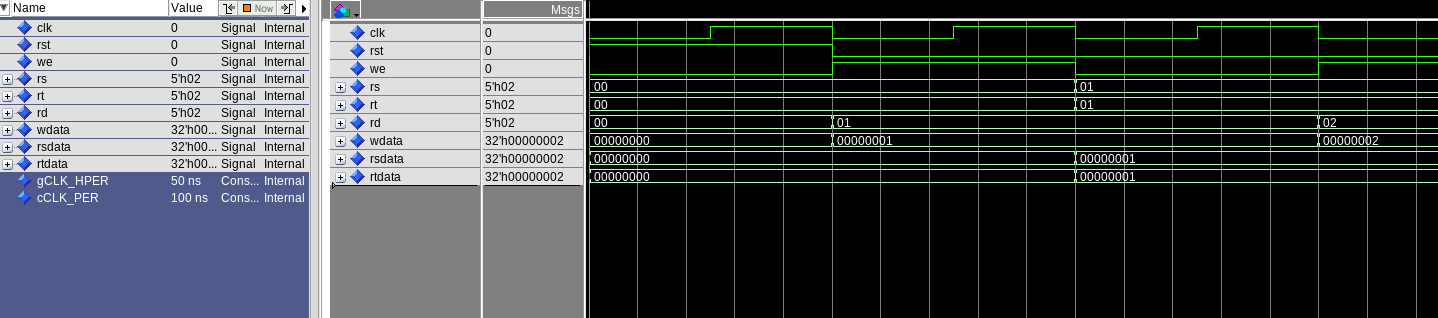 Name Value Now
clk 0 Signal Internal
rst 0 Signal Internal
we 0 Signal Internal
rs 5'h02 Signal Internal
rt 5'h02 Signal Internal
rd 5'h02 Signal Internal
wdata 32'h00... Signal Internal
rsdata 32'h00... Signal Internal
rtdata 32'h00... Signal Internal
gCLK_HPER 50 ns Cons... Internal
cCLK_PER 100 ns Cons... Internal
Msgs
clk 0
rst 0
we 0
rs 5'h02 00 01
rt 5'h02 00 01
rd 5'h02 00 01 02
wdata 32'h00000002 00000000 00000001 00000002
rsdata 32'h00000002 00000000 00000001
rtdata 32'h00000002 00000000 00000001